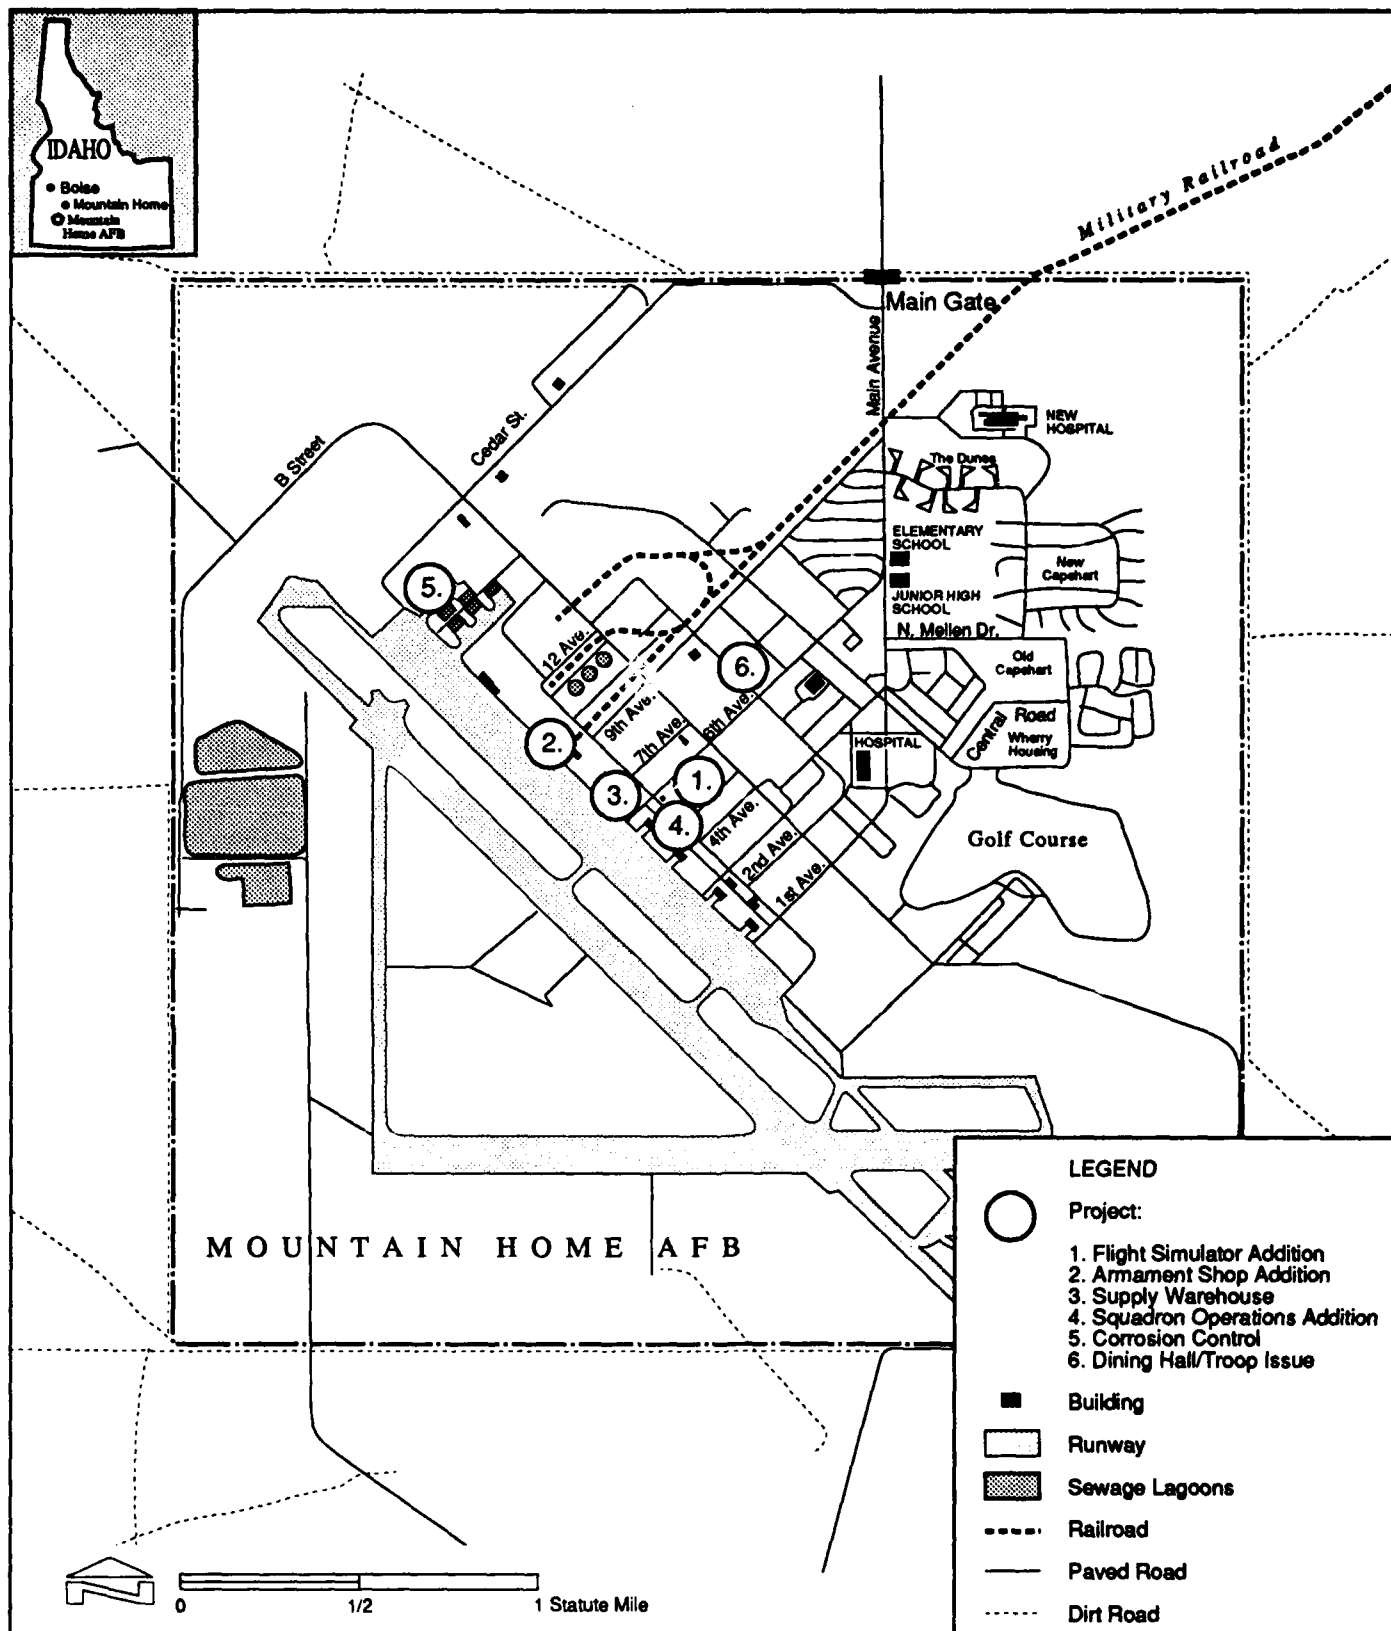 IDAHO
Boise
Mountain Home
Mountain
Home AFB
Military Railroad
Main Gate
Main Avenue
B Street
Cedar St.
NEW
HOSPITAL
The Dunes
ELEMENTARY
SCHOOL
New
Capehart
JUNIOR HIGH
SCHOOL
N. Mellen Dr.
Old
Capehart
5.
12 Ave.
6.
Central Road
Wherry
Housing
9th Ave.
7th Ave.
6th Ave.
HOSPITAL
2.
3.
1.
4.
4th Ave.
2nd Ave.
1st Ave.
Golf Course
MOUNTAIN HOME AFB
LEGEND
Project:
1. Flight Simulator Addition
2. Armament Shop Addition
3. Supply Warehouse
4. Squadron Operations Addition
5. Corrosion Control
6. Dining Hall/Troop Issue
Building
Runway
Sewage Lagoons
Railroad
Paved Road
Dirt Road
N
0 1/2 1 Statute Mile